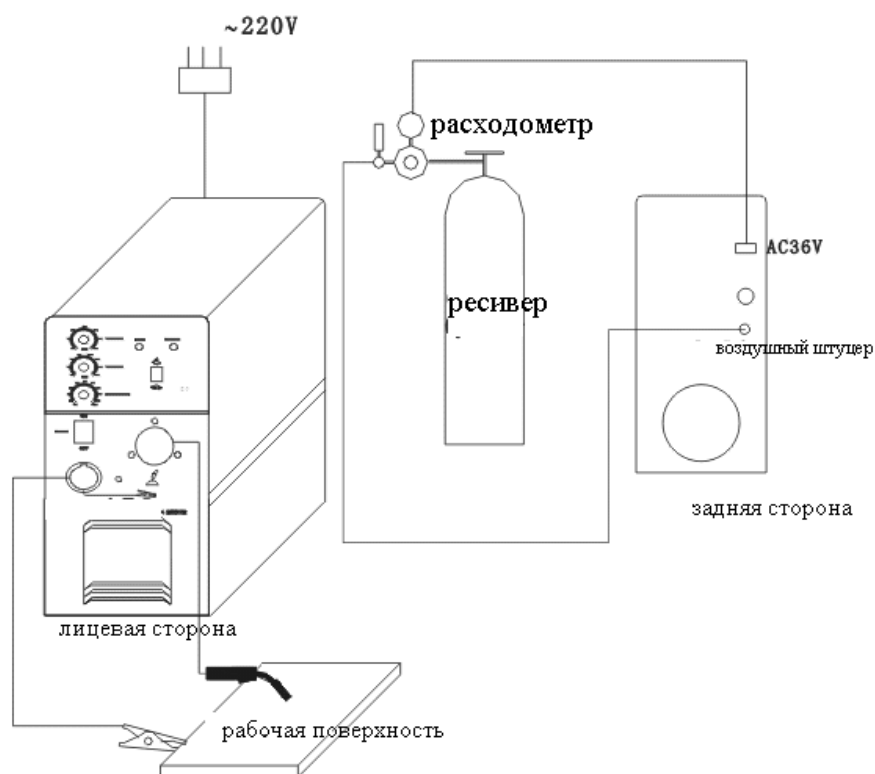 ~220V
расходометр
AC36V
ресивер
воздушный штуцер
задняя сторона
лицевая сторона
рабочая поверхность